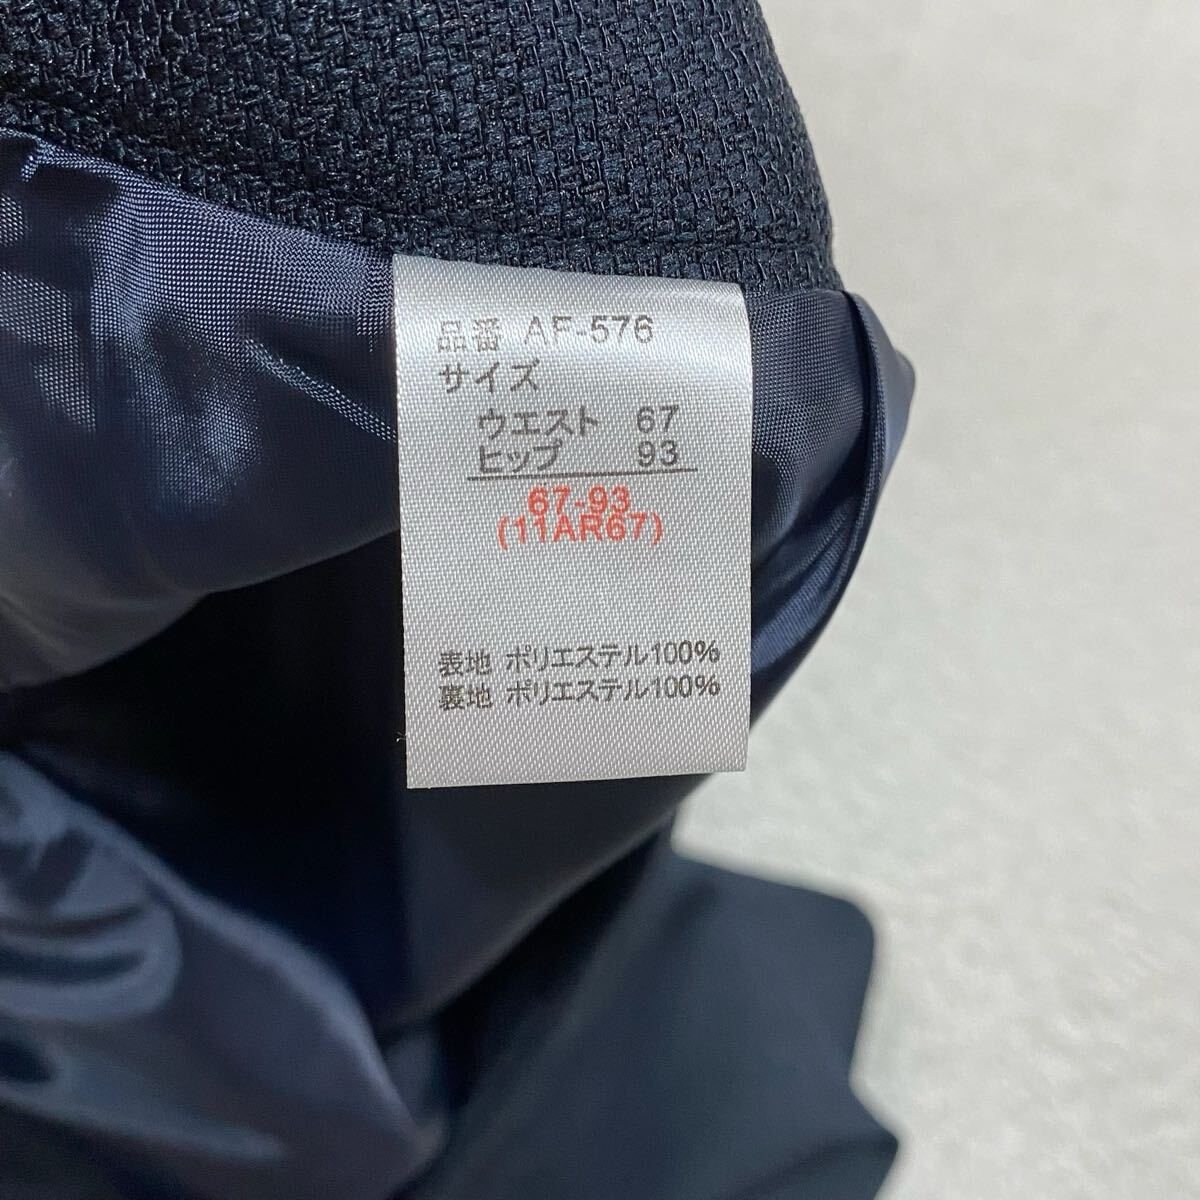 品番 AF-576
サイズ
ウエスト 67
ヒップ 93
67-93
(11AR67)
表地 ポリエステル100%
裏地 ポリエステル100%